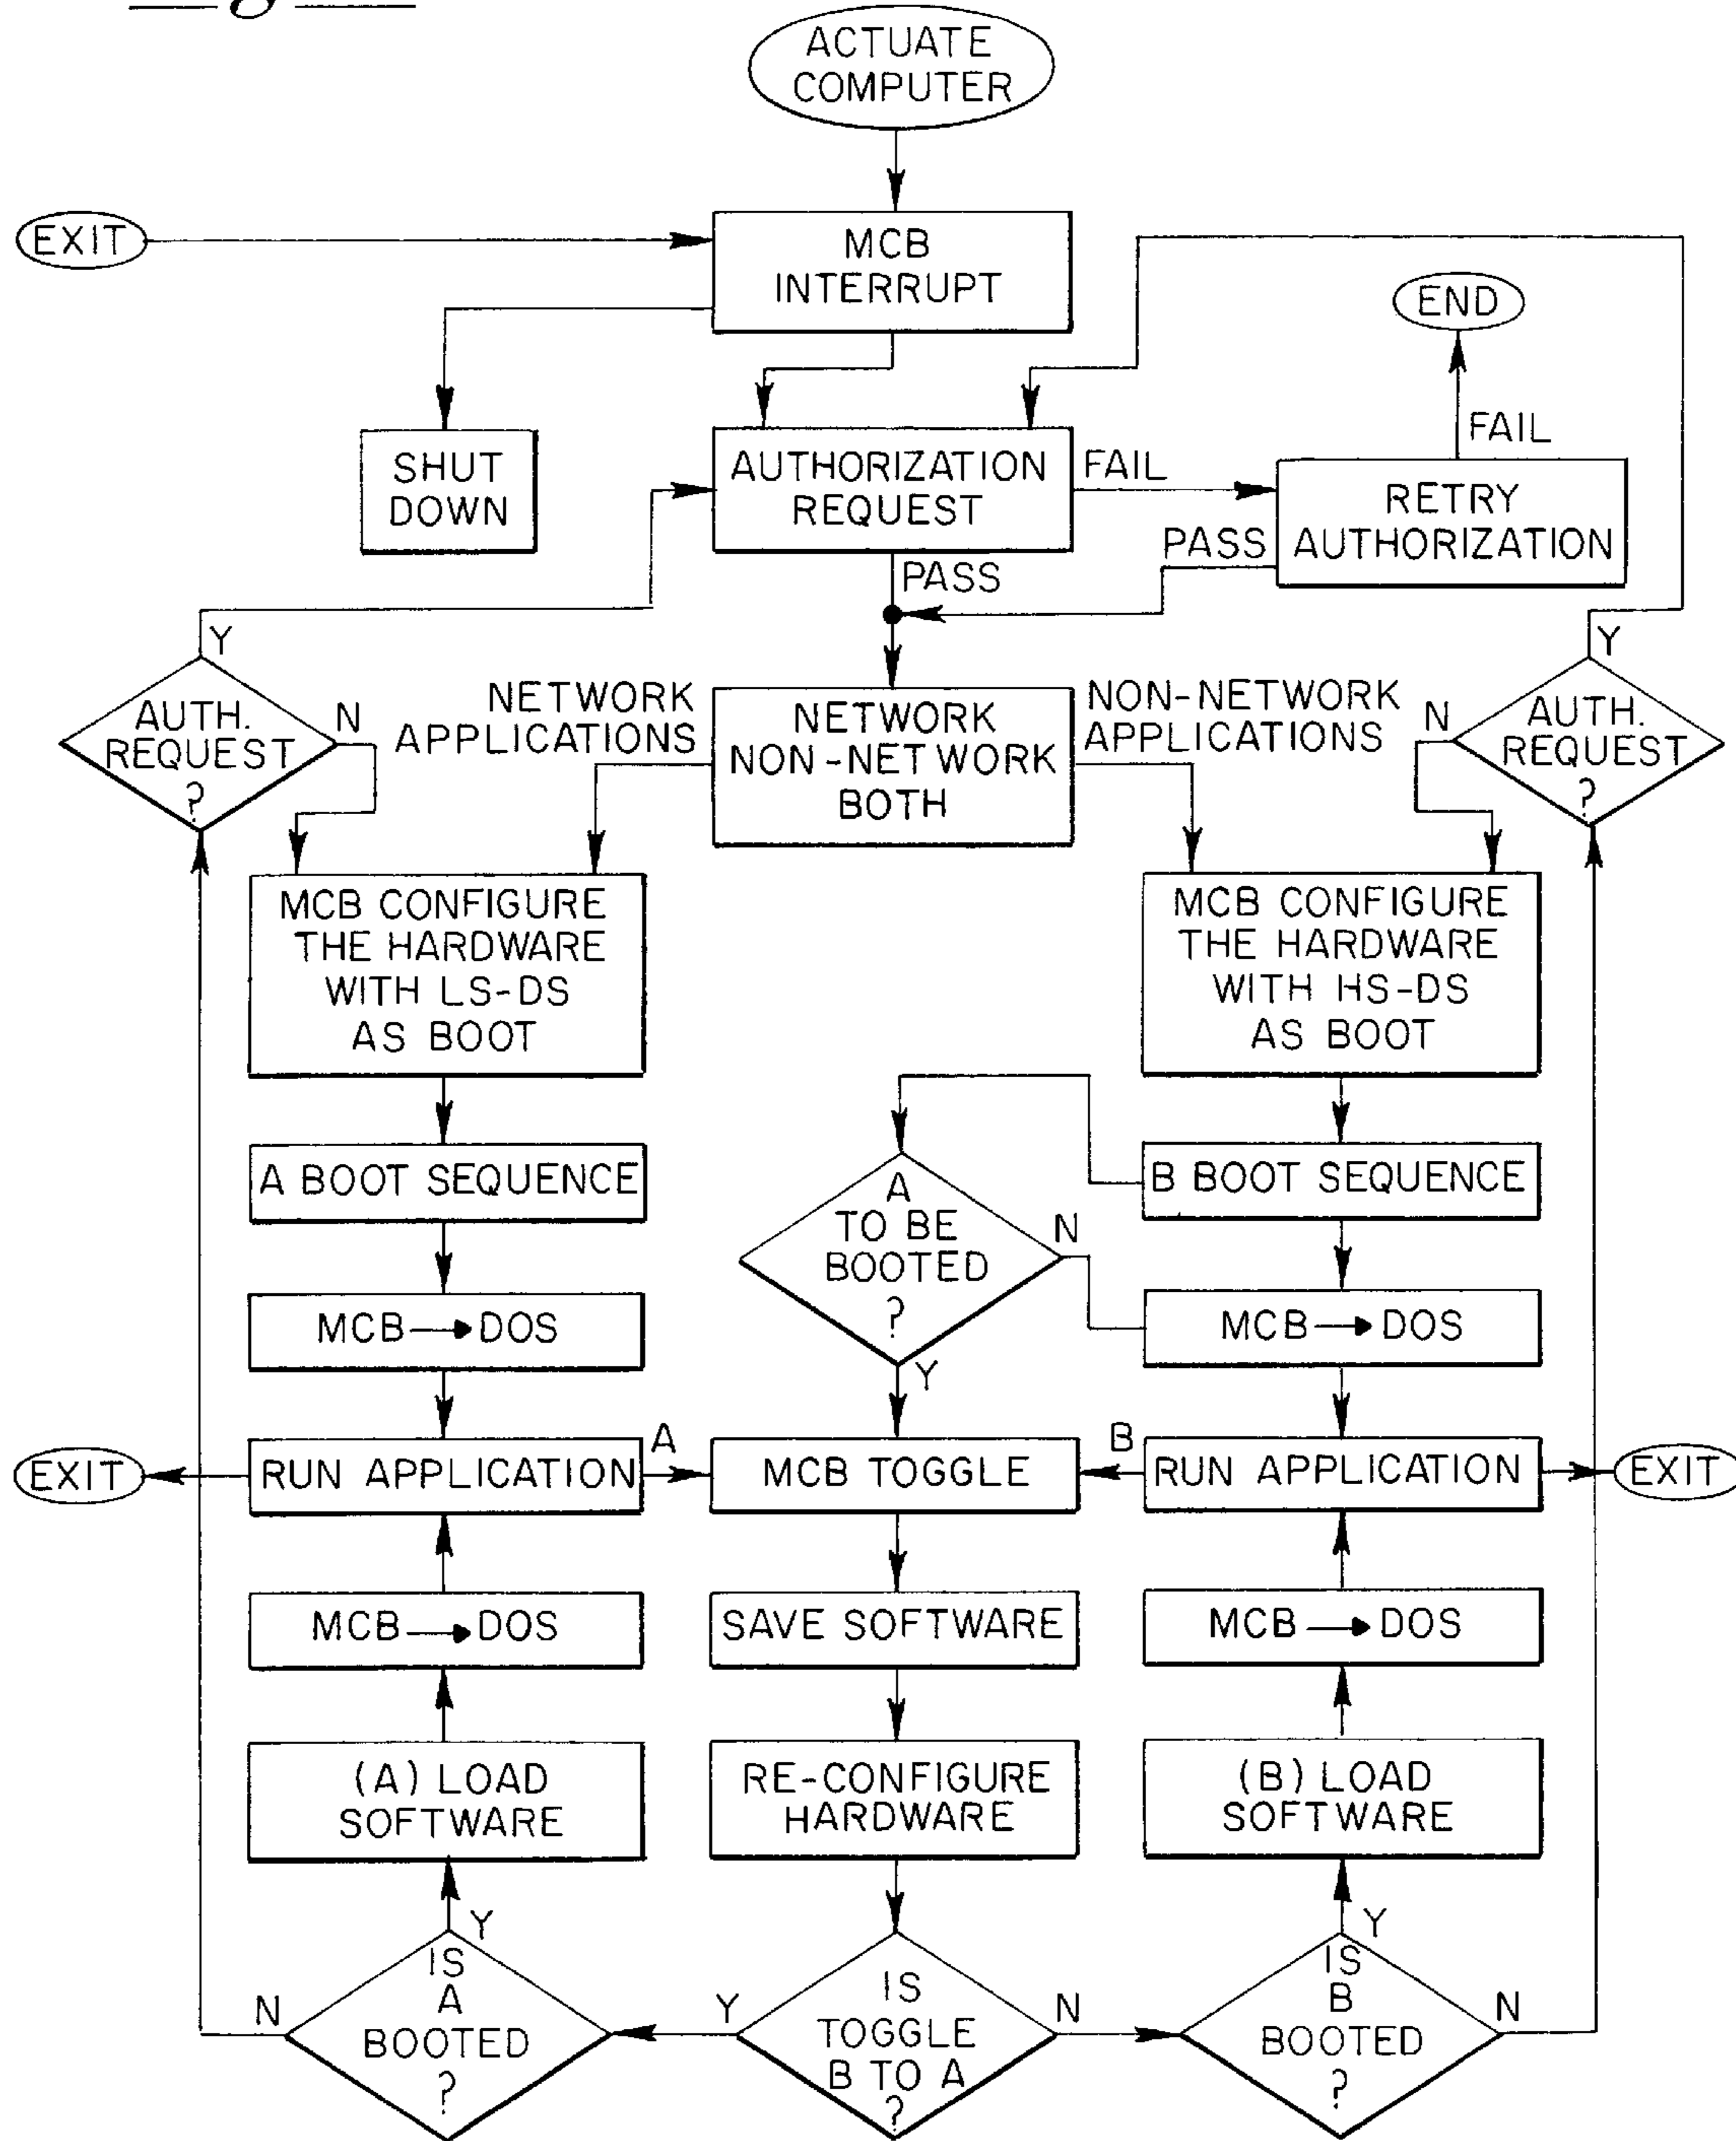 ACTUATE
COMPUTER
EXIT
MCB
INTERRUPT
END
SHUT
DOWN
AUTHORIZATION
REQUEST
FAIL
FAIL
RETRY
AUTHORIZATION
PASS
PASS
Y
AUTH.
REQUEST
?
N
NETWORK
APPLICATIONS
NETWORK
NON-NETWORK
BOTH
NON-NETWORK
APPLICATIONS
N
Y
AUTH.
REQUEST
?
MCB CONFIGURE
THE HARDWARE
WITH LS-DS
AS BOOT
MCB CONFIGURE
THE HARDWARE
WITH HS-DS
AS BOOT
A BOOT SEQUENCE
A
TO BE
BOOTED
?
N
Y
B BOOT SEQUENCE
MCB → DOS
MCB → DOS
EXIT
RUN APPLICATION
A
MCB TOGGLE
B
RUN APPLICATION
EXIT
MCB → DOS
SAVE SOFTWARE
MCB → DOS
(A) LOAD
SOFTWARE
RE-CONFIGURE
HARDWARE
(B) LOAD
SOFTWARE
Y
N
IS
A
BOOTED
?
Y
IS
TOGGLE
B TO A
?
N
Y
IS
B
BOOTED
?
N